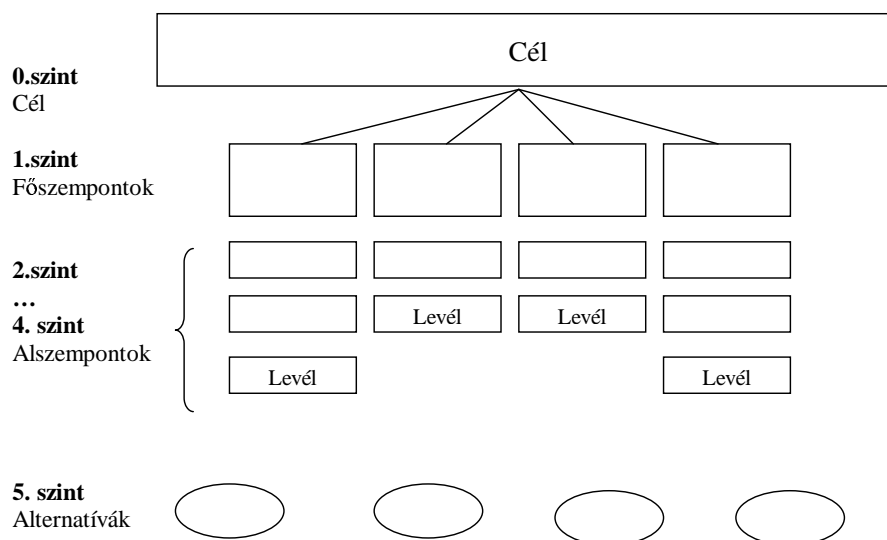 Cél
0.szint
Cél
1.szint
Főszempontok
2.szint
…
4. szint
Alszempontok
Levél
Levél
Levél
Levél
5. szint
Alternatívák